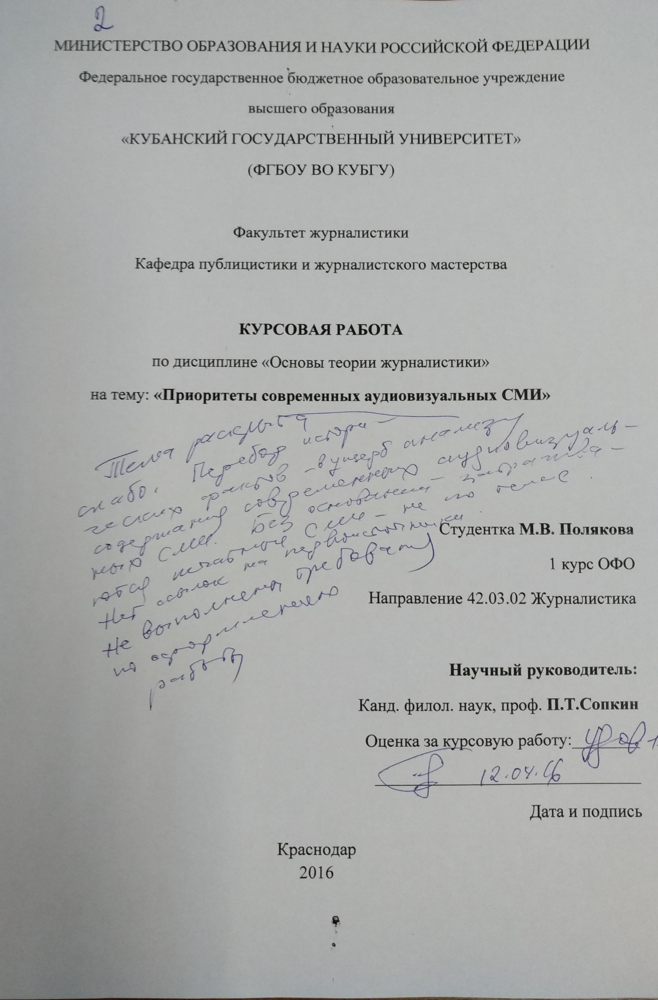 2
МИНИСТЕРСТВО ОБРАЗОВАНИЯ И НАУКИ РОССИЙСКОЙ ФЕДЕРАЦИИ
Федеральное государственное бюджетное образовательное учреждение
высшего образования
«КУБАНСКИЙ ГОСУДАРСТВЕННЫЙ УНИВЕРСИТЕТ»
(ФГБОУ ВО КУБГУ)
Факультет журналистики
Кафедра публицистики и журналистского мастерства
КУРСОВАЯ РАБОТА
по дисциплине «Основы теории журналистики»
на тему: «Приоритеты современных аудиовизуальных СМИ»
Тема раскрыта
слабо. Перебор истори-
ческих фактов - в ущерб анализу
содержания современных аудиовизуаль-
ных СМИ. Без оснований затрагива-
ются печатные СМИ - не по теме.
Нет ссылок на первоисточники.
Не выполнены требования
по оформлению
работы
Студентка М.В. Полякова
1 курс ОФО
Направление 42.03.02 Журналистика
Научный руководитель:
Канд. филол. наук, проф. П.Т.Сопкин
Оценка за курсовую работу: удовл
12.04.16
Дата и подпись
Краснодар
2016